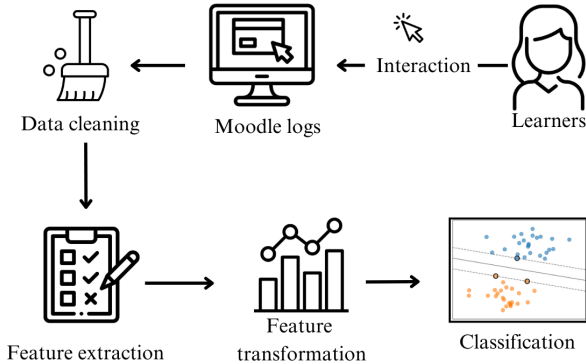 Interaction
Data cleaning
Moodle logs
Learners
Feature extraction
Feature
transformation
Classification